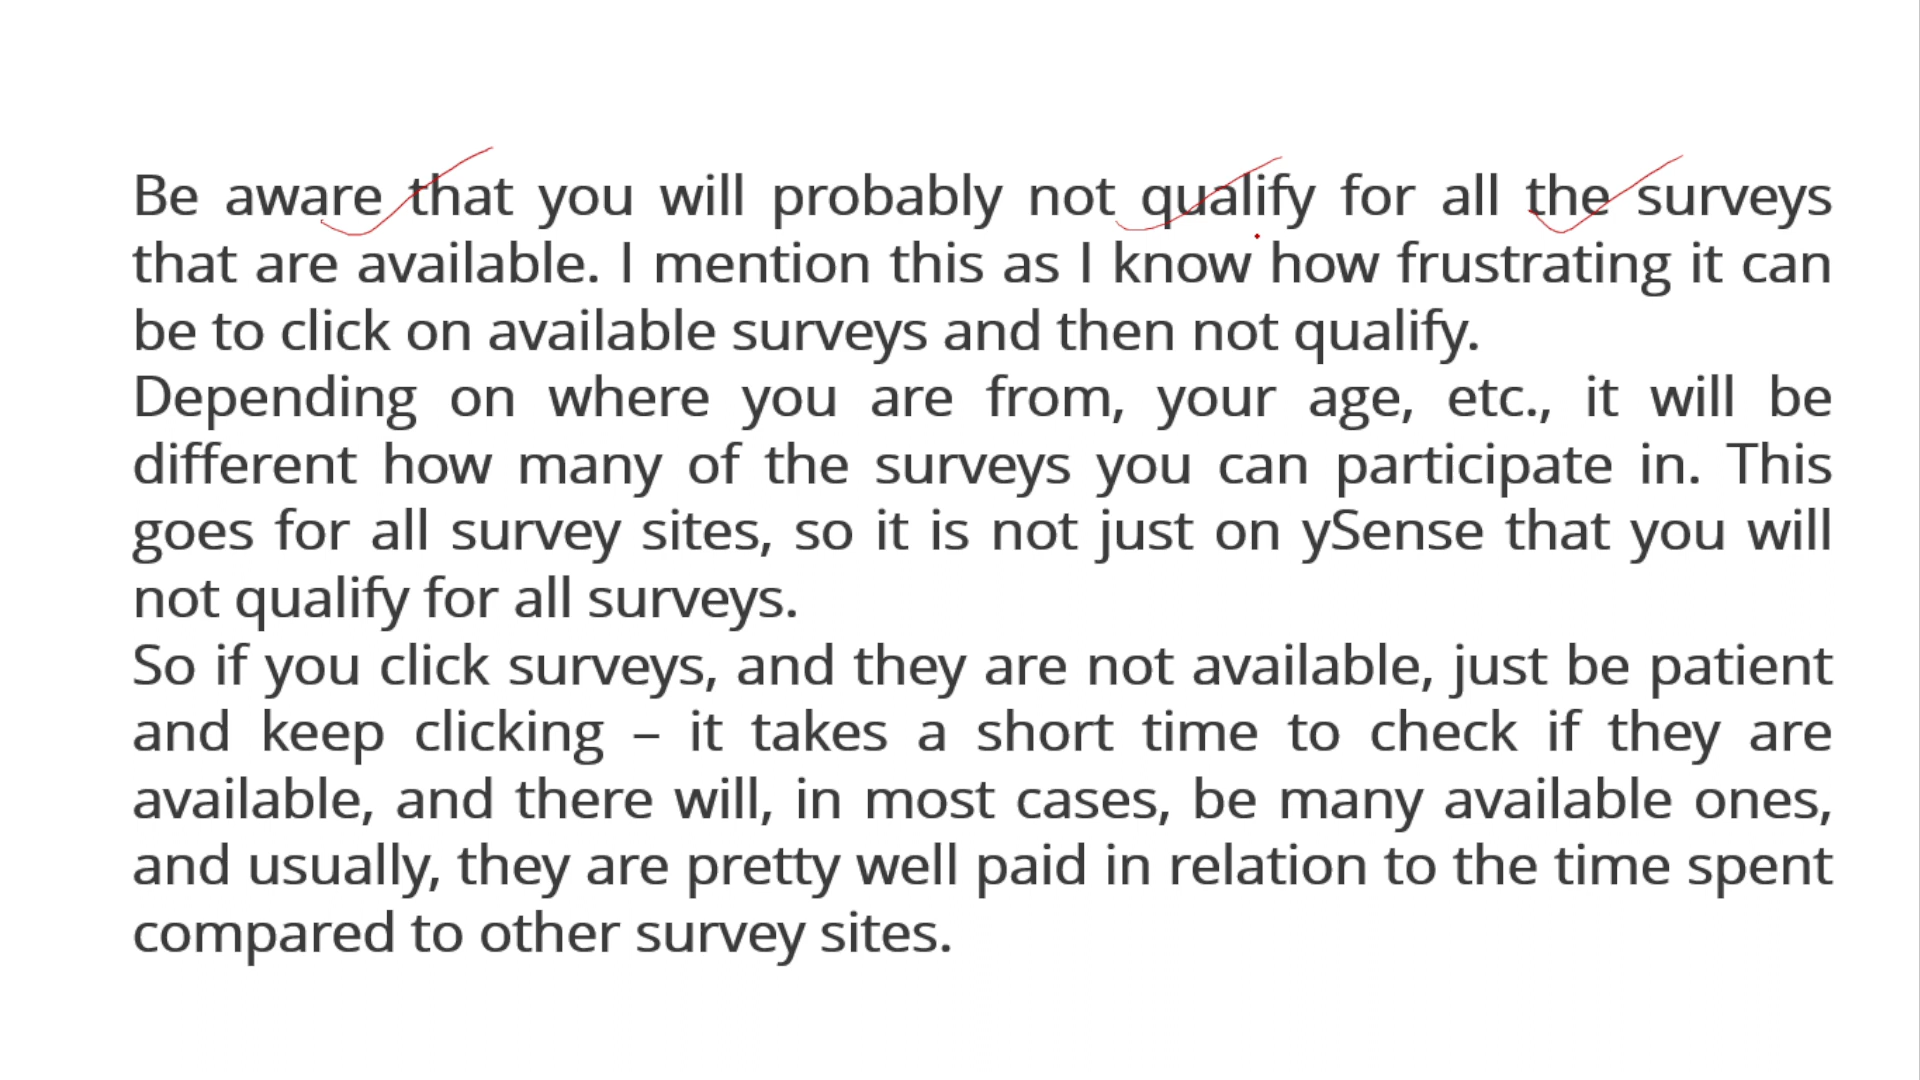 Be aware that you will probably not qualify for all the surveys
that are available. I mention this as I know how frustrating it can
be to click on available surveys and then not qualify.
Depending on where you are from, your age, etc., it will be
different how many of the surveys you can participate in. This
goes for all survey sites, so it is not just on ySense that you will
not qualify for all surveys.
So if you click surveys, and they are not available, just be patient
and keep clicking – it takes a short time to check if they are
available, and there will, in most cases, be many available ones,
and usually, they are pretty well paid in relation to the time spent
compared to other survey sites.